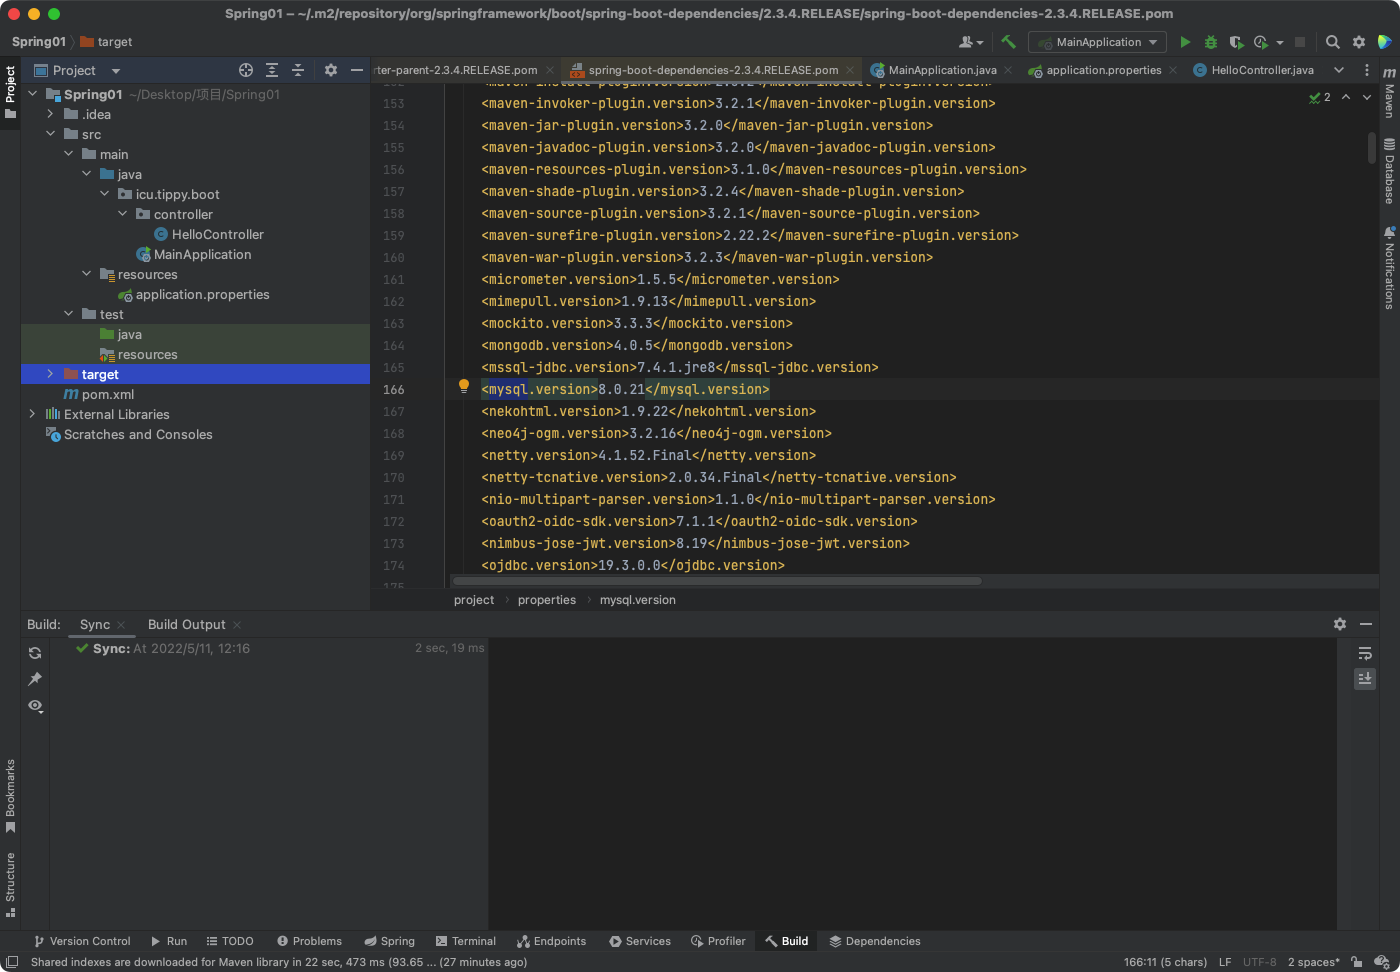 Spring01 – ~/.m2/repository/org/springframework/boot/spring-boot-dependencies/2.3.4.RELEASE/spring-boot-dependencies-2.3.4.RELEASE.pom
Spring01 target MainApplication
Project rter-parent-2.3.4.RELEASE.pom spring-boot-dependencies-2.3.4.RELEASE.pom MainApplication.java application.properties HelloController.java
Project
Spring01 ~/Desktop/项目/Spring01
.idea
src
main
java
icu.tippy.boot
controller
HelloController
MainApplication
resources
application.properties
test
java
resources
target
pom.xml
External Libraries
Scratches and Consoles
2
153 <maven-invoker-plugin.version>3.2.1</maven-invoker-plugin.version>
154 <maven-jar-plugin.version>3.2.0</maven-jar-plugin.version>
155 <maven-javadoc-plugin.version>3.2.0</maven-javadoc-plugin.version>
156 <maven-resources-plugin.version>3.1.0</maven-resources-plugin.version>
157 <maven-shade-plugin.version>3.2.4</maven-shade-plugin.version>
158 <maven-source-plugin.version>3.2.1</maven-source-plugin.version>
159 <maven-surefire-plugin.version>2.22.2</maven-surefire-plugin.version>
160 <maven-war-plugin.version>3.2.3</maven-war-plugin.version>
161 <micrometer.version>1.5.5</micrometer.version>
162 <mimepull.version>1.9.13</mimepull.version>
163 <mockito.version>3.3.3</mockito.version>
164 <mongodb.version>4.0.5</mongodb.version>
165 <mssql-jdbc.version>7.4.1.jre8</mssql-jdbc.version>
166 <mysql.version>8.0.21</mysql.version>
167 <nekohtml.version>1.9.22</nekohtml.version>
168 <neo4j-ogm.version>3.2.16</neo4j-ogm.version>
169 <netty.version>4.1.52.Final</netty.version>
170 <netty-tcnative.version>2.0.34.Final</netty-tcnative.version>
171 <nio-multipart-parser.version>1.1.0</nio-multipart-parser.version>
172 <oauth2-oidc-sdk.version>7.1.1</oauth2-oidc-sdk.version>
173 <nimbus-jose-jwt.version>8.19</nimbus-jose-jwt.version>
174 <ojdbc.version>19.3.0.0</ojdbc.version>
175
project properties mysql.version
Maven
Database
Notifications
Build: Sync Build Output
Sync: At 2022/5/11, 12:16 2 sec, 19 ms
Bookmarks
Structure
Version Control Run TODO Problems Spring Terminal Endpoints Services Profiler Build Dependencies
Shared indexes are downloaded for Maven library in 22 sec, 473 ms (93.65 ... (27 minutes ago) 166:11 (5 chars) LF UTF-8 2 spaces*